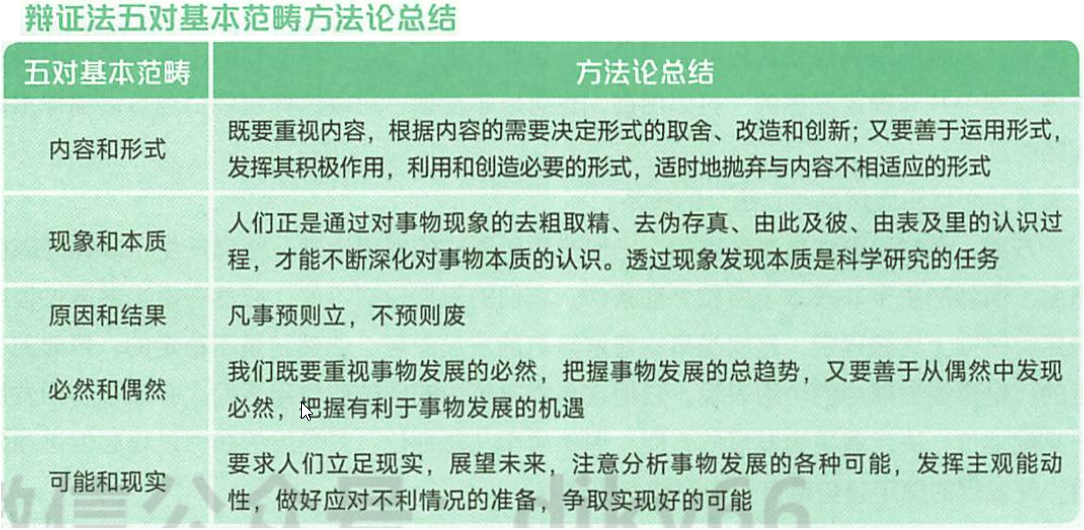 辩证法五对基本范畴方法论总结
五对基本范畴
方法论总结
内容和形式
既要重视内容，根据内容的需要决定形式的取舍、改造和创新；又要善于运用形式，
发挥其积极作用，利用和创造必要的形式，适时地抛弃与内容不相适应的形式
现象和本质
人们正是通过对事物现象的去粗取精、去伪存真、由此及彼、由表及里的认识过
程，才能不断深化对事物本质的认识。透过现象发现本质是科学研究的任务
原因和结果
凡事预则立，不预则废
必然和偶然
我们既要重视事物发展的必然，把握事物发展的总趋势，又要善于从偶然中发现
必然，把握有利于事物发展的机遇
可能和现实
要求人们立足现实，展望未来，注意分析事物发展的各种可能，发挥主观能动
性，做好应对不利情况的准备，争取实现好的可能